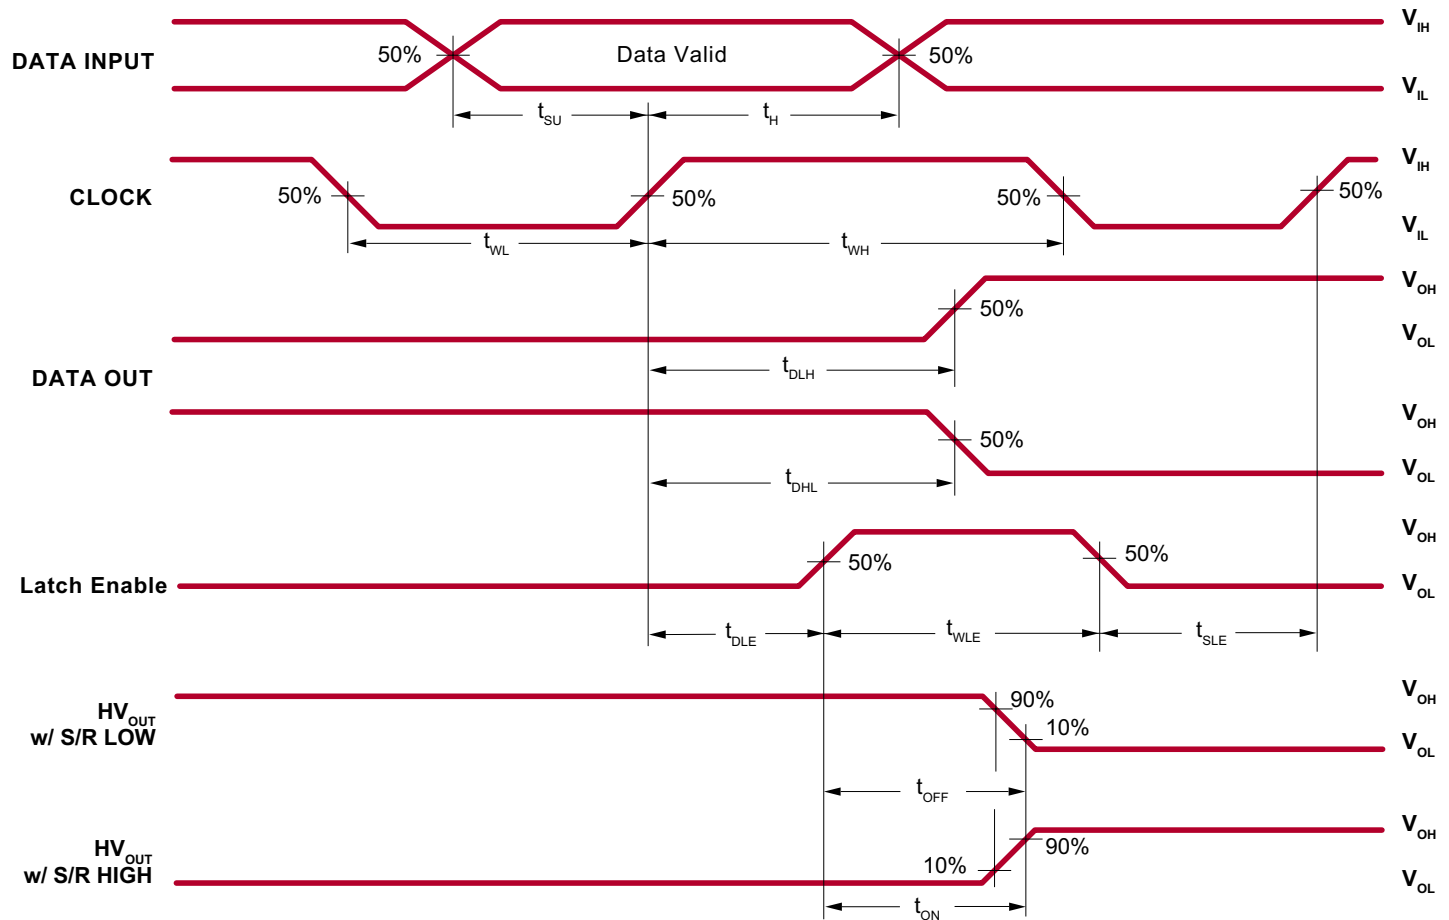 V_IH
DATA INPUT 50% Data Valid 50%
V_IL
t_SU t_H
V_IH
CLOCK 50% 50% 50% 50%
V_IL
t_WL t_WH
V_OH
50%
V_OL
t_DLH
DATA OUT
V_OH
50%
V_OL
t_DHL
V_OH
50% 50%
Latch Enable
V_OL
t_DLE t_WLE t_SLE
V_OH
90%
HV_OUT
w/ S/R LOW
10%
V_OL
t_OFF
V_OH
90%
HV_OUT
w/ S/R HIGH
10%
V_OL
t_ON